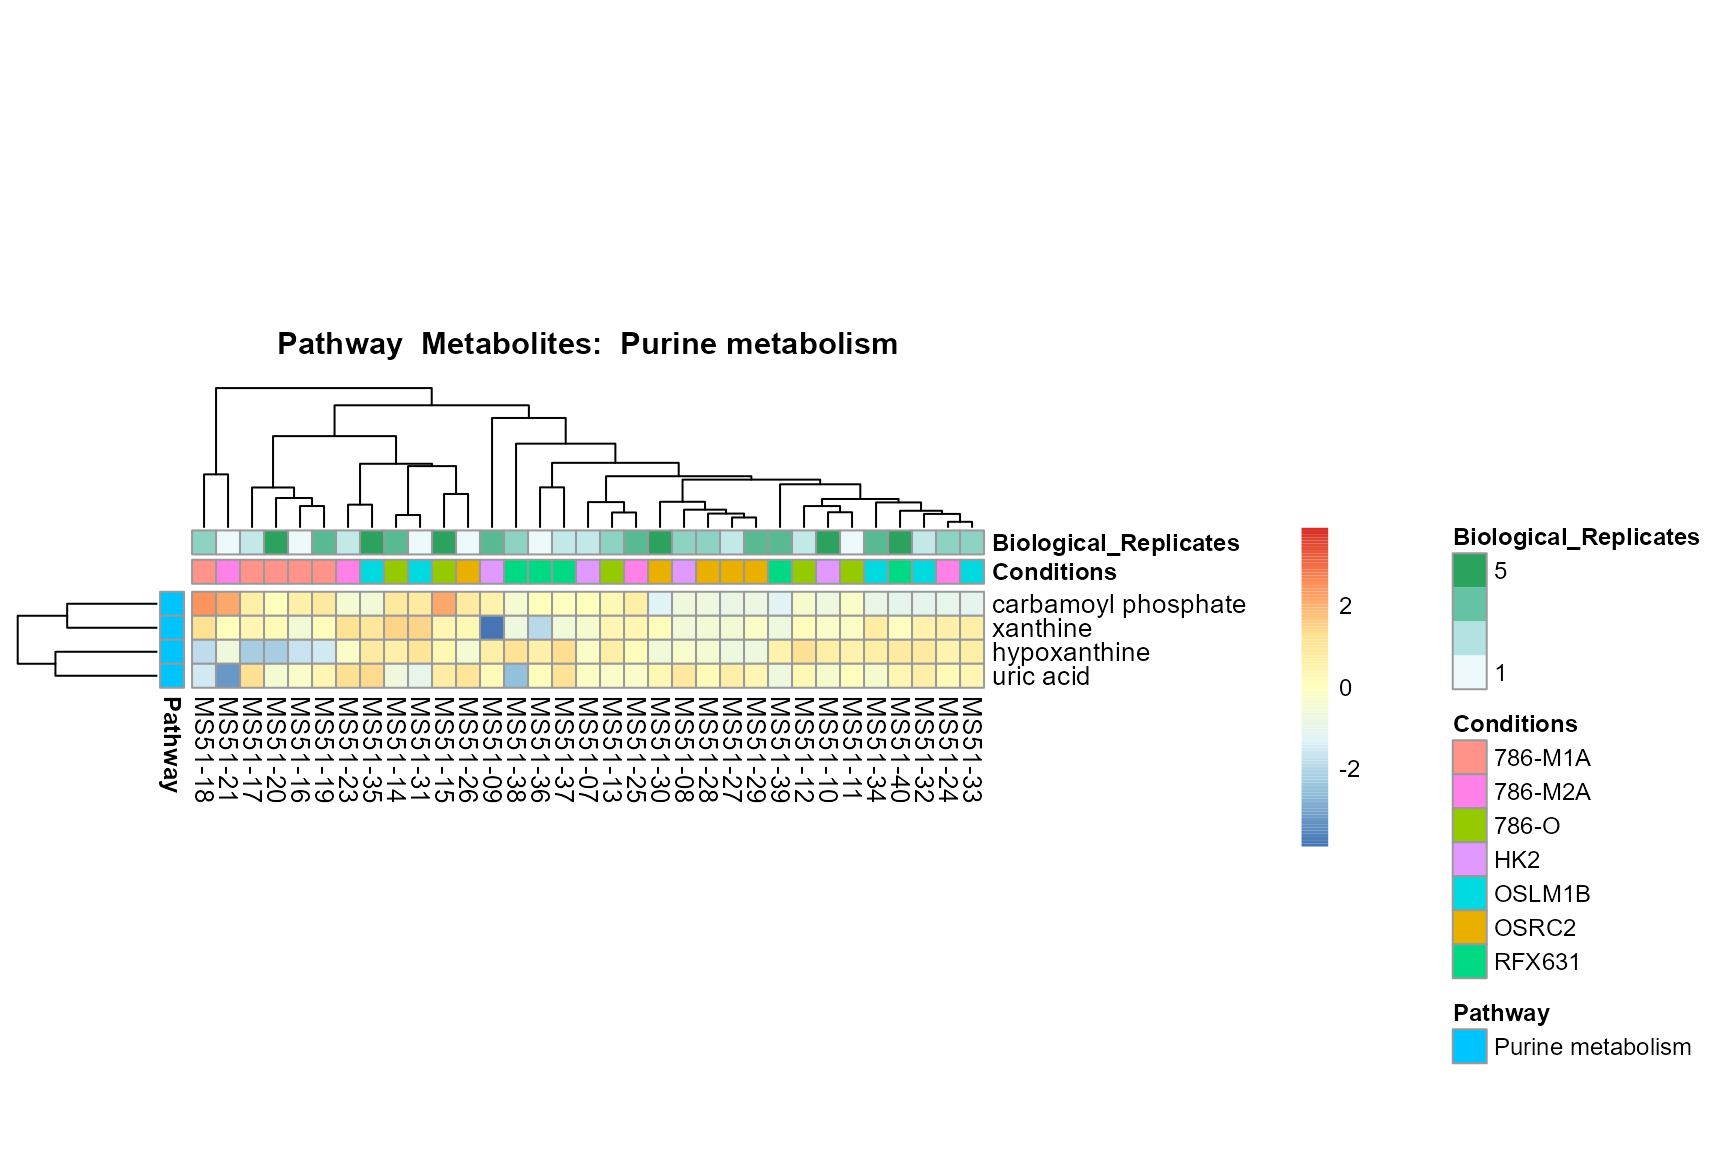 Pathway  Metabolites:  Purine metabolism
Biological_Replicates
Conditions
carbamoyl phosphate
xanthine
hypoxanthine
uric acid
Pathway
MS51-18
MS51-21
MS51-17
MS51-20
MS51-16
MS51-19
MS51-23
MS51-35
MS51-14
MS51-31
MS51-15
MS51-26
MS51-09
MS51-38
MS51-36
MS51-37
MS51-07
MS51-13
MS51-25
MS51-30
MS51-08
MS51-28
MS51-27
MS51-29
MS51-39
MS51-12
MS51-10
MS51-11
MS51-34
MS51-40
MS51-32
MS51-24
MS51-33
2
0
-2
Biological_Replicates
5
1
Conditions
786-M1A
786-M2A
786-O
HK2
OSLM1B
OSRC2
RFX631
Pathway
Purine metabolism